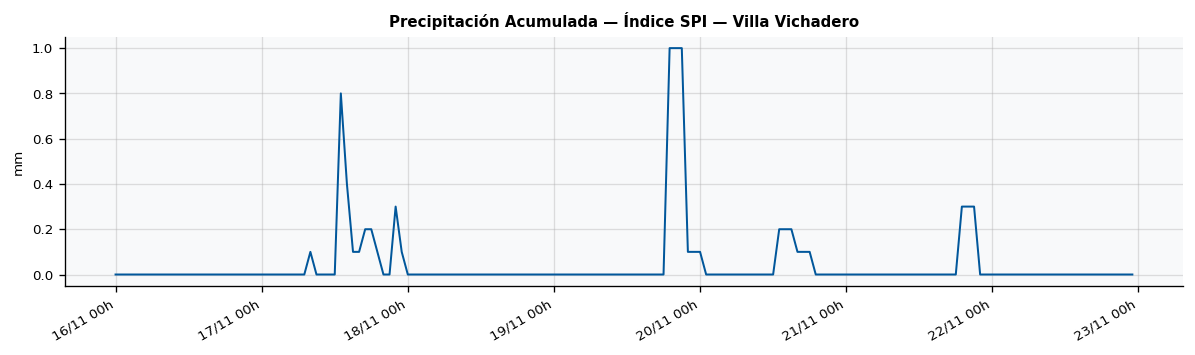 Precipitación Acumulada — Índice SPI — Villa Vichadero
mm
1.0
0.8
0.6
0.4
0.2
0.0
16/11 00h
17/11 00h
18/11 00h
19/11 00h
20/11 00h
21/11 00h
22/11 00h
23/11 00h